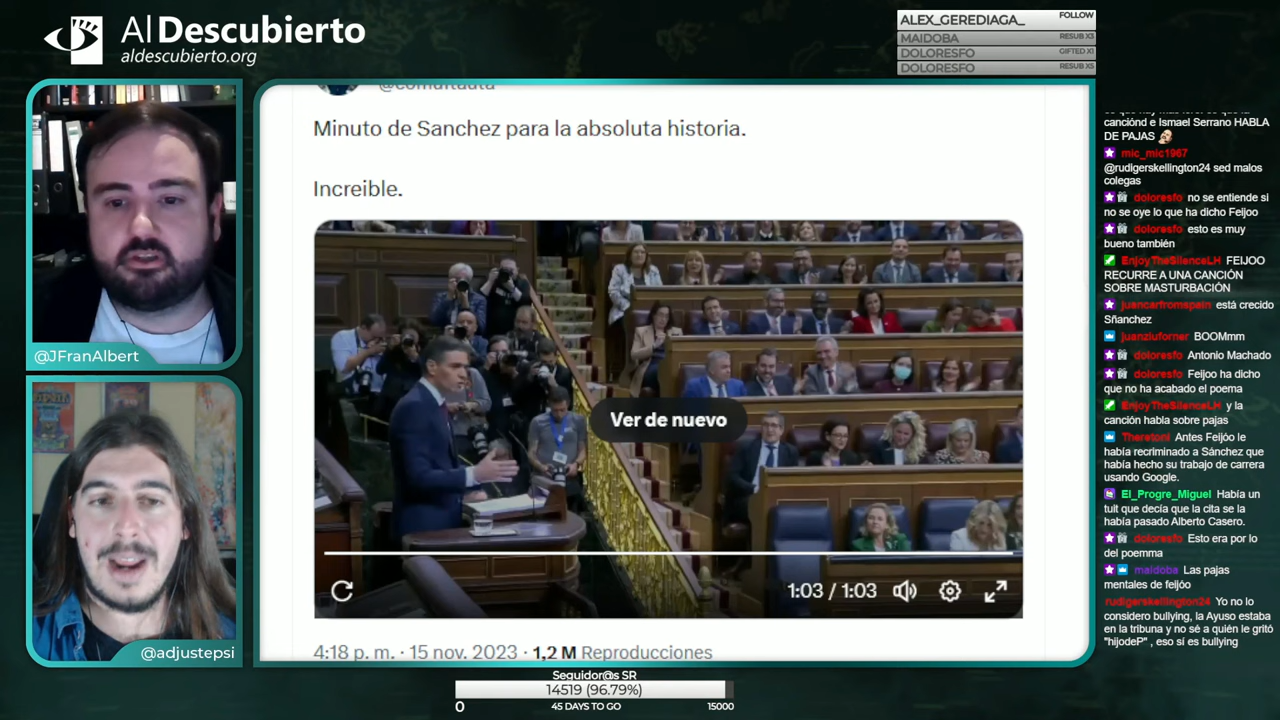 Al Descubierto
aldescubierto.org
ALEX_GEREDIAGA_ FOLLOW
MAIDOBA RESUB X3
DOLORESFO GIFTED X1
DOLORESFO RESUB X5
@JFranAlbert
@adjustepsi
Minuto de Sanchez para la absoluta historia.
Increible.
Ver de nuevo
1:03 / 1:03
4:18 p. m. · 15 nov. 2023 · 1,2 M Reproducciones
canciónd e Ismael Serrano HABLA
DE PAJAS
mic_mic1967
@rudigerskellington24 sed malos
colegas
doloresfo no se entiende si
no se oye lo que ha dicho Feijoo
doloresfo esto es muy
bueno también
EnjoyTheSilenceLH FEIJOO
RECURRE A UNA CANCIÓN
SOBRE MASTURBACIÓN
juancarfromspain está crecido
Sñanchez
juanziuforner BOOMmm
doloresfo Antonio Machado
doloresfo Feijoo ha dicho
que no ha acabado el poema
EnjoyTheSilenceLH y la
canción habla sobre pajas
Theretoni Antes Feijóo le
había recriminado a Sánchez que
había hecho su trabajo de carrera
usando Google.
El_Progre_Miguel Había un
tuit que decía que la cita se la
había pasado Alberto Casero.
doloresfo Esto era por lo
del poemma
maidoba Las pajas
mentales de feijóo
rudigerskellington24 Yo no lo
considero bullying, la Ayuso estaba
en la tribuna y no sé a quién le gritó
"hijodeP" , eso sí es bullying
Seguidor@s SR
14519 (96.79%)
0 45 DAYS TO GO 15000